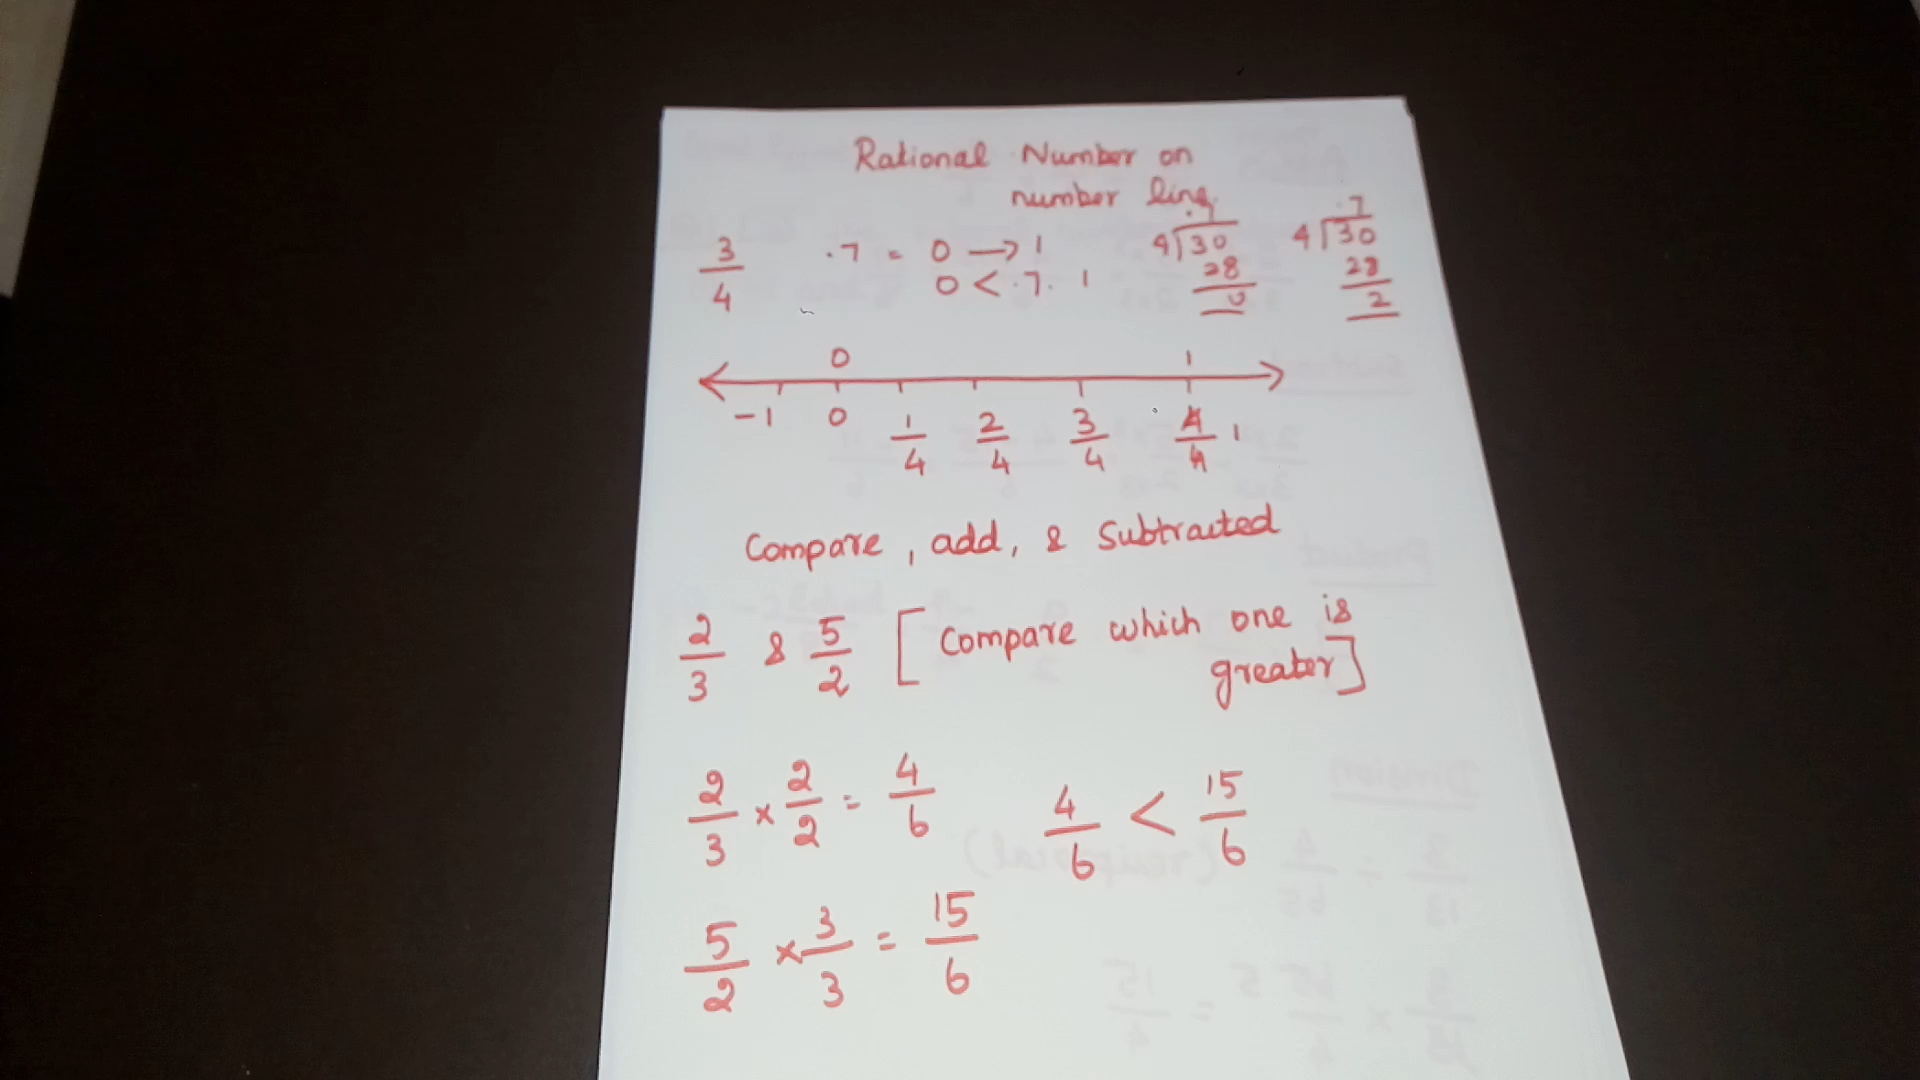 Rational Number on
number line
3/4 .7 = 0 → 1
0 < .7. 1
.7
4)30
28
0
.7
4)30
28
2
0 1
-1 0 1/4 2/4 3/4 4/4 1
Compare, add, & Subtracted
2/3 & 5/2 [Compare which one is
greater]
2/3 × 2/2 = 4/6 4/6 < 15/6
5/2 × 3/3 = 15/6